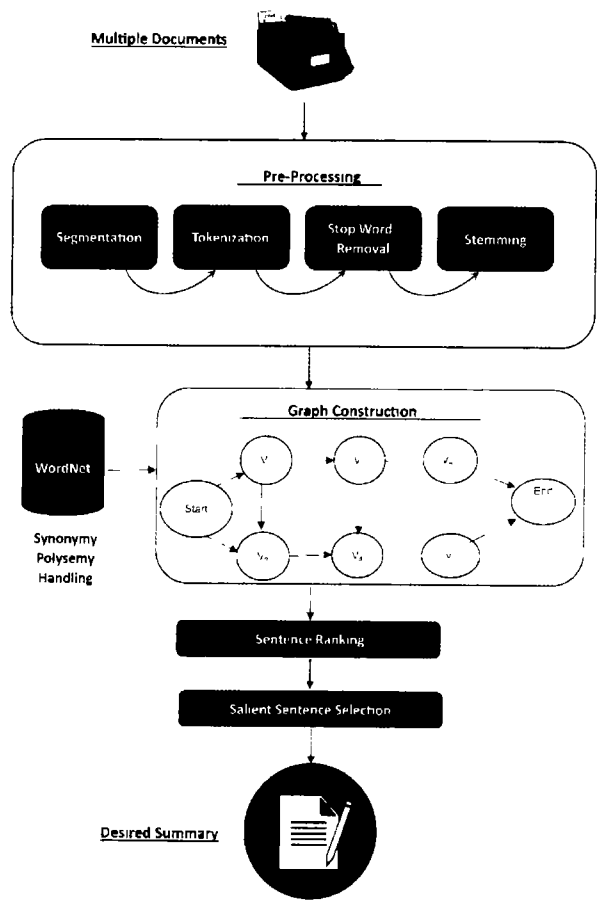 Multiple Documents
Pre-Processing
Segmentation
Tokenization
Stop Word
Removal
Stemming
Graph Construction
WordNet
Synonymy
Polysemy
Handling
Start
V
V
V
V
V
Sentence Ranking
Salient Sentence Selection
Desired Summary